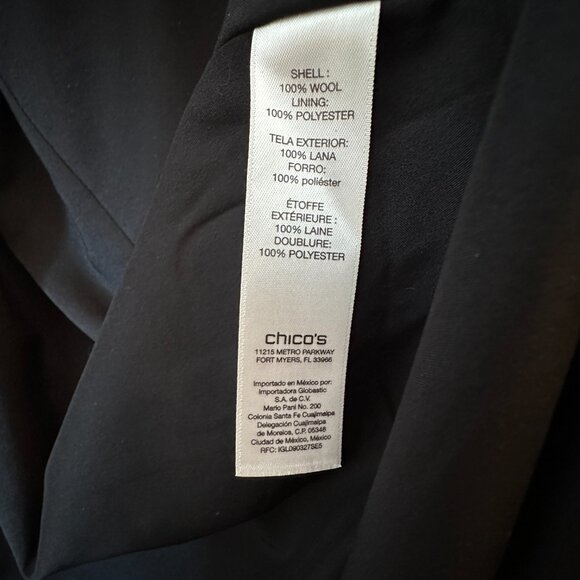 SHELL :
100% WOOL
LINING:
100% POLYESTER
TELA EXTERIOR:
100% LANA
FORRO:
100% poliéster
ÉTOFFE
EXTÉRIEURE :
100% LAINE
DOUBLURE:
100% POLYESTER
chico's
11215 METRO PARKWAY
FORT MYERS, FL 33966
Importado en México por:
Importadora Globastic
S.A. de C.V.
Mario Pani No. 200
Colonia Santa Fe Cuajimalpa
Delegación Cuajimalpa
de Morelos, C.P. 05348
Ciudad de México, México
RFC: IGL090327SE5